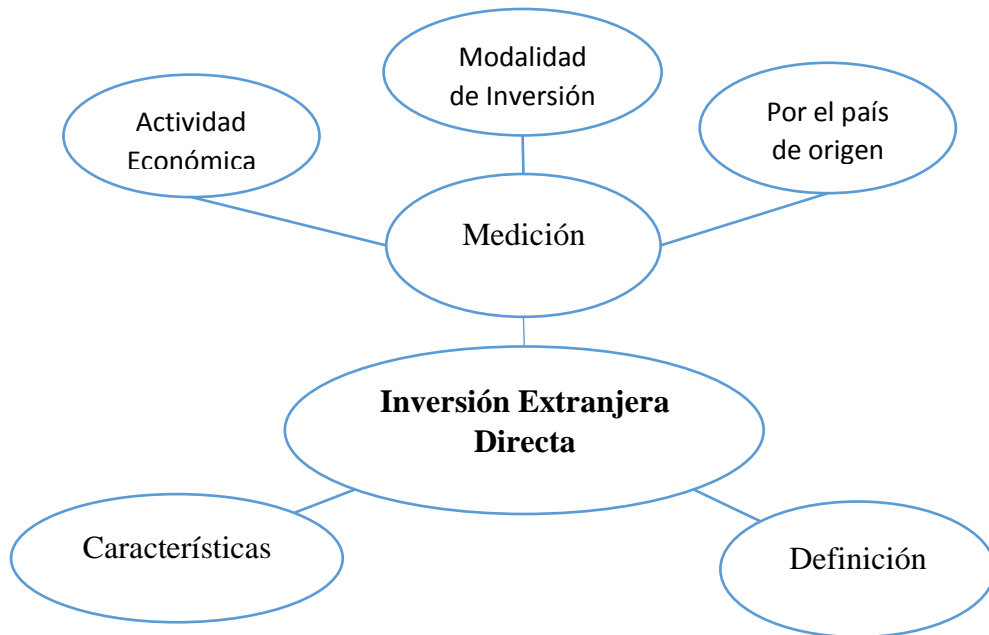 Modalidad
de Inversión
Actividad
Económica
Por el país
de origen
Medición
Inversión Extranjera
Directa
Características
Definición